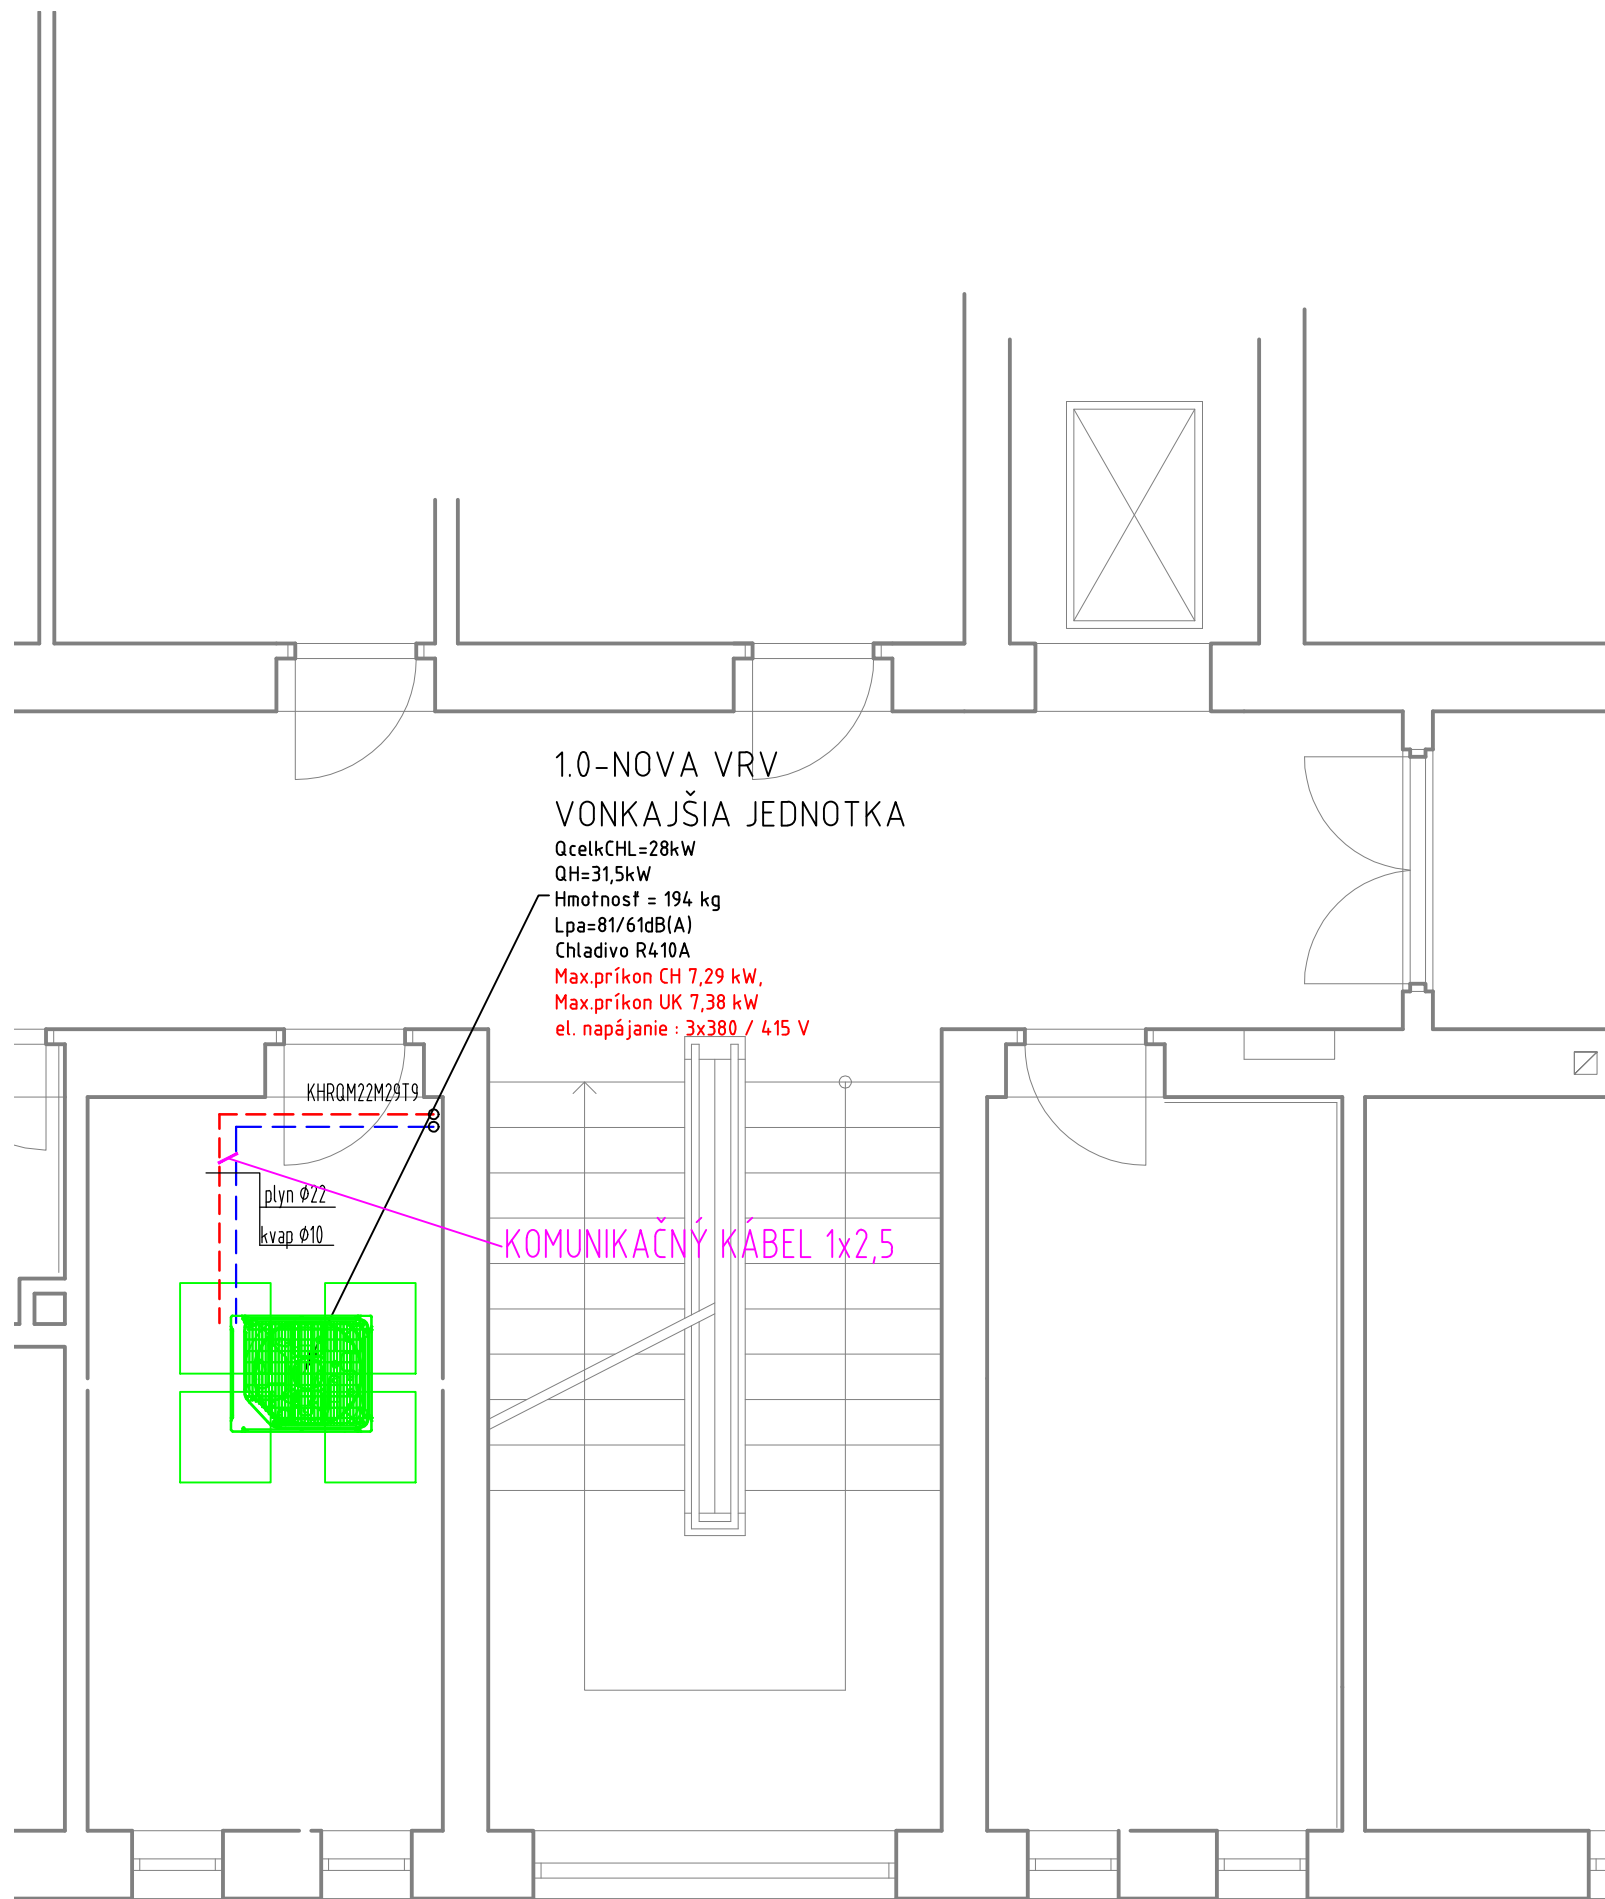 1.0-NOVA VRV
VONKAJŠIA JEDNOTKA
QcelkCHL=28kW
QH=31,5kW
Hmotnosť = 194 kg
Lpa=81/61dB(A)
Chladivo R410A
Max.príkon CH 7,29 kW,
Max.príkon UK 7,38 kW
el. napájanie : 3x380 / 415 V
KHRQM22M29T9
plyn Ø22
kvap Ø10
KOMUNIKAČNÝ KÁBEL 1x2,5